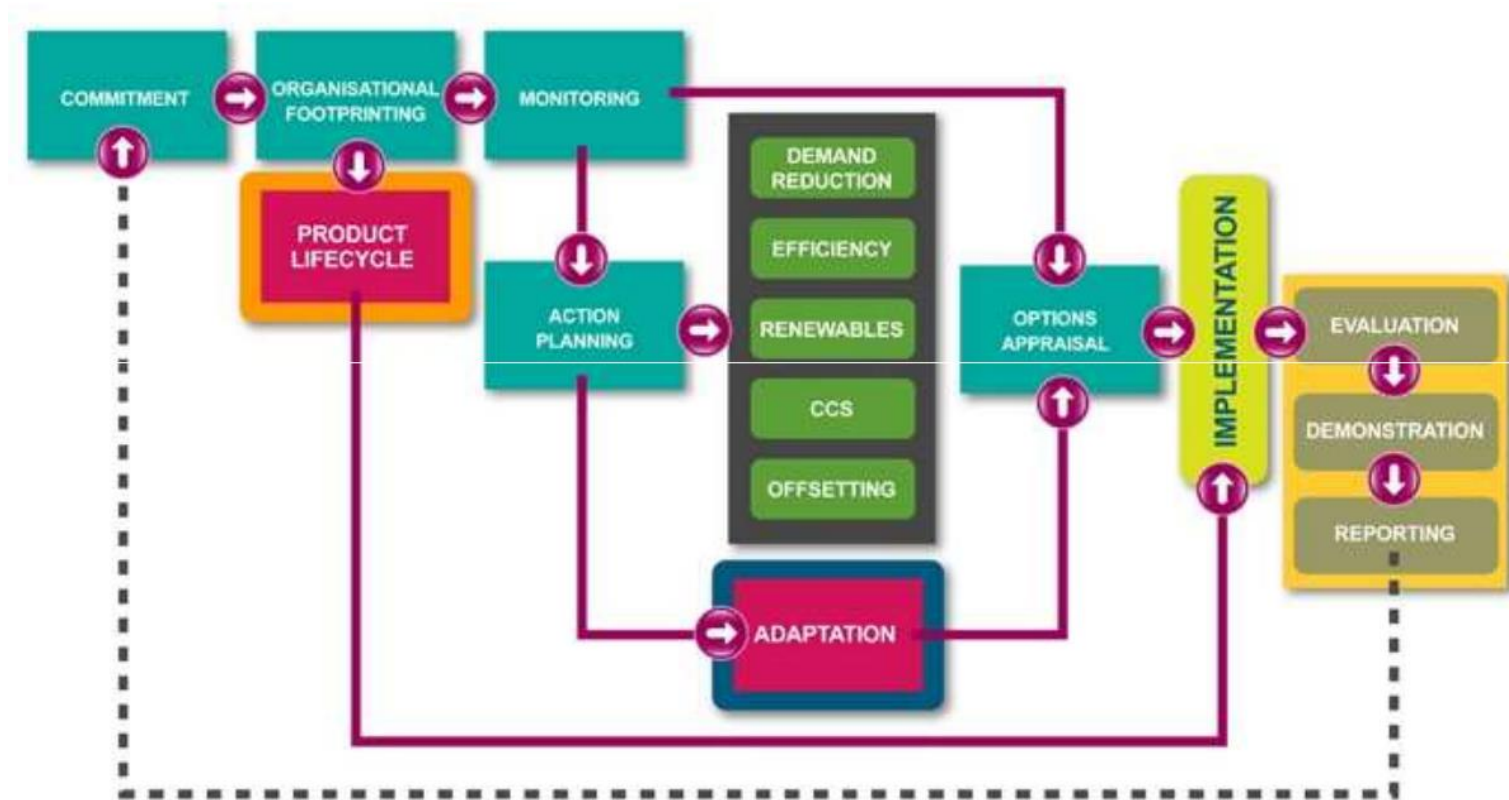 COMMITMENT
ORGANISATIONAL
FOOTPRINTING
MONITORING
PRODUCT
LIFECYCLE
ACTION
PLANNING
DEMAND
REDUCTION
EFFICIENCY
RENEWABLES
CCS
OFFSETTING
ADAPTATION
OPTIONS
APPRAISAL
IMPLEMENTATION
EVALUATION
DEMONSTRATION
REPORTING